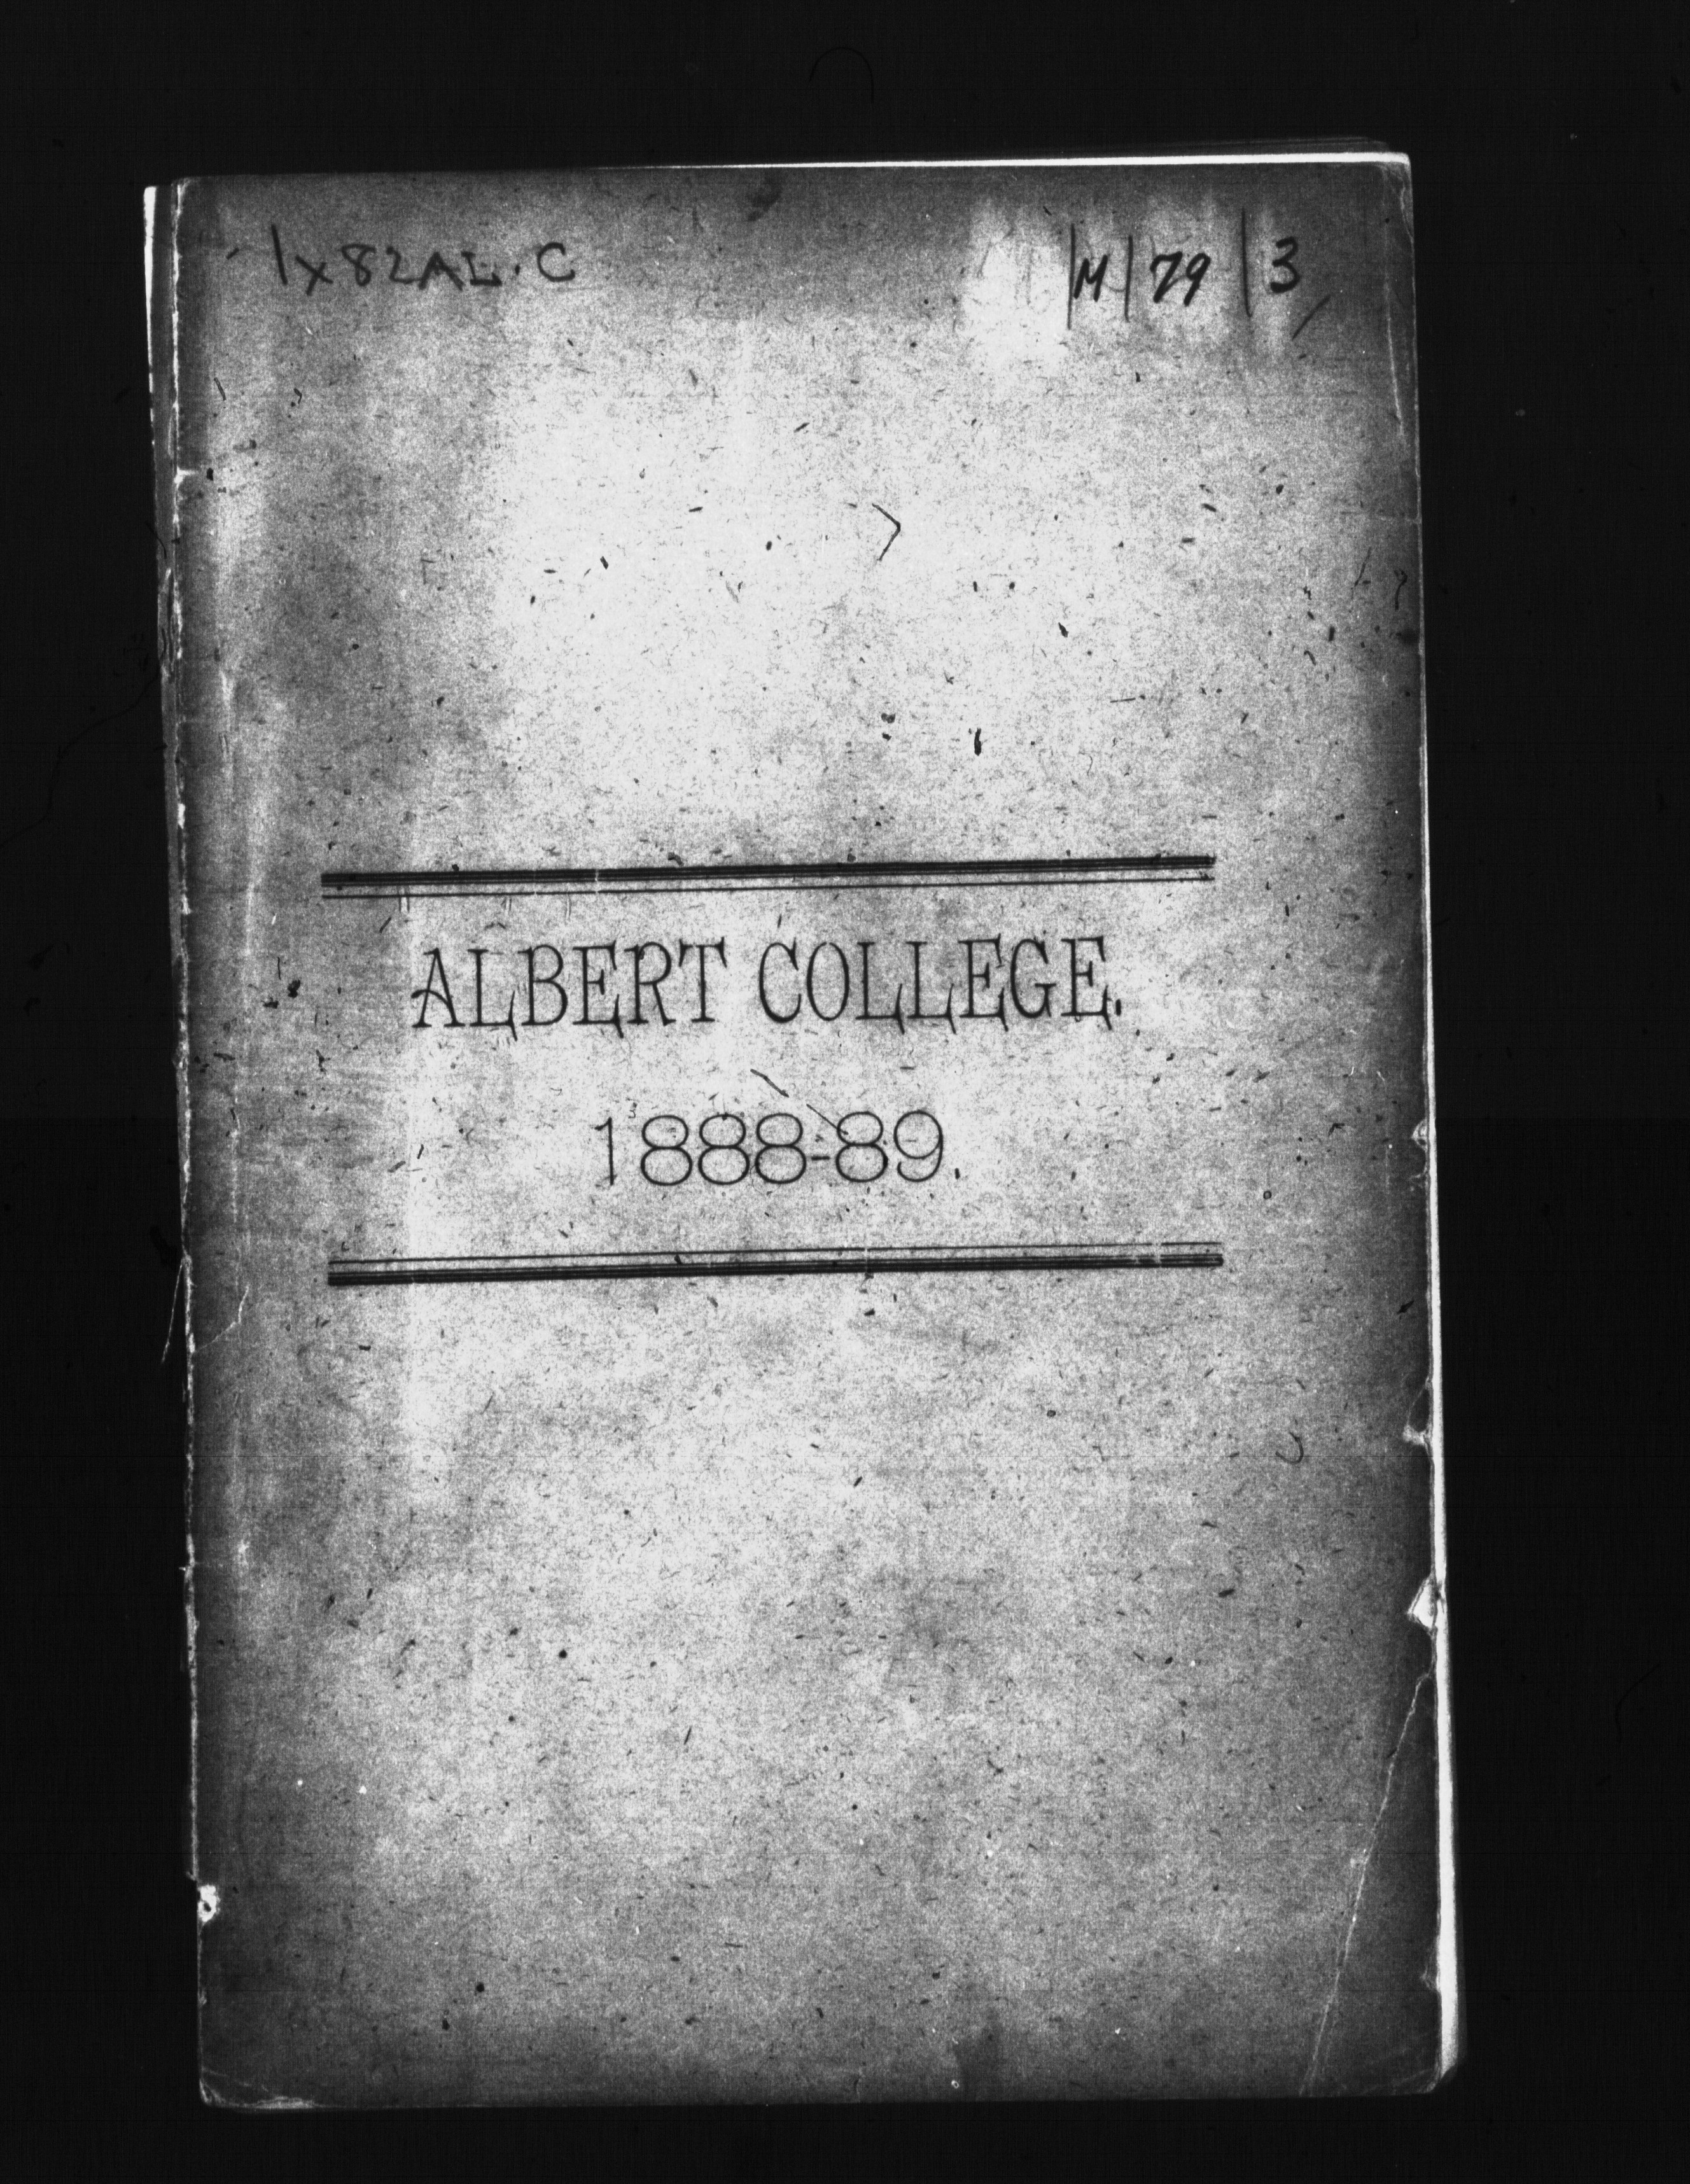 1x82AL.C
|M|79|3
ALBERT COLLEGE.
1888-89.